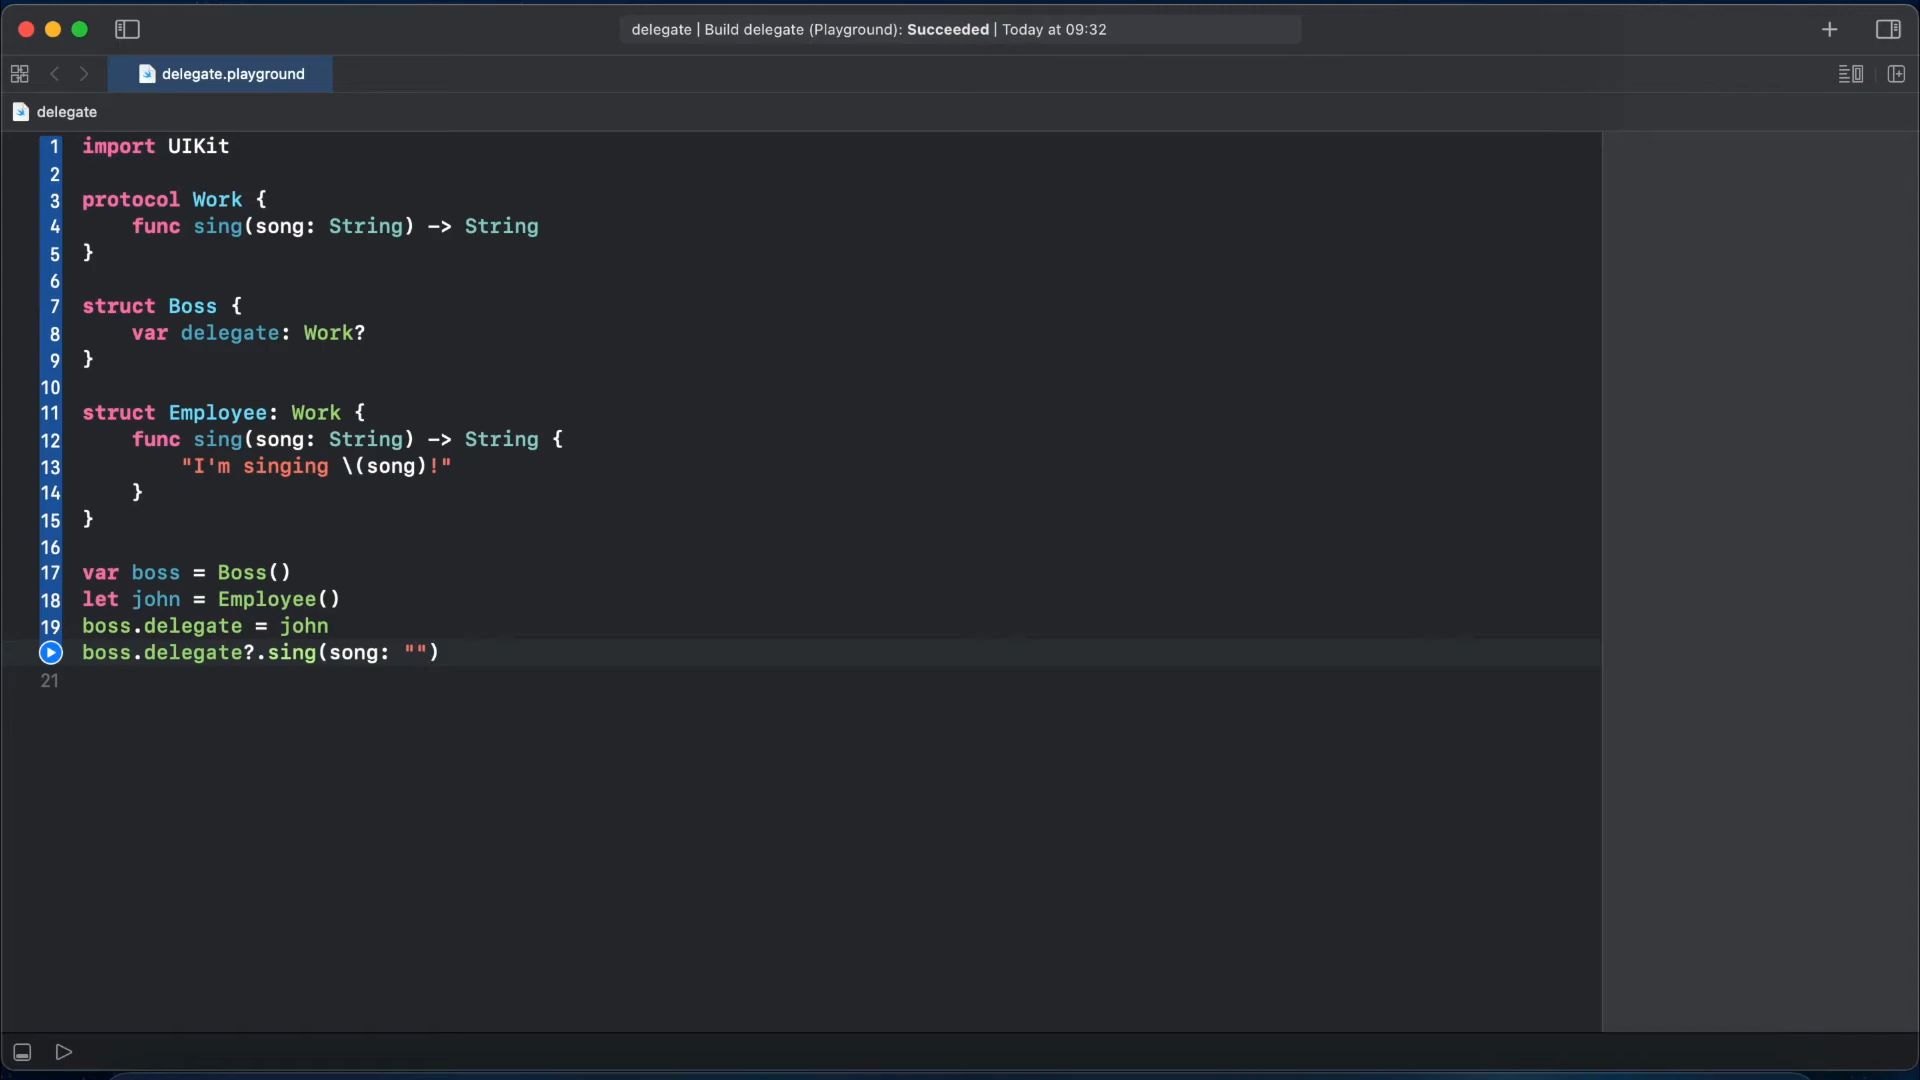 delegate | Build delegate (Playground): Succeeded | Today at 09:32
delegate.playground
delegate
1 import UIKit
2
3 protocol Work {
4     func sing(song: String) -> String
5 }
6
7 struct Boss {
8     var delegate: Work?
9 }
10
11 struct Employee: Work {
12     func sing(song: String) -> String {
13         "I'm singing \(song)!"
14     }
15 }
16
17 var boss = Boss()
18 let john = Employee()
19 boss.delegate = john
boss.delegate?.sing(song: "")
21